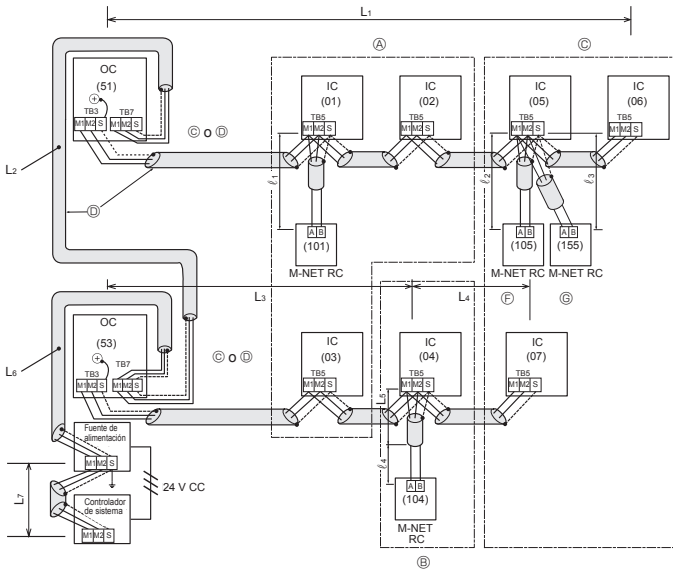 L1
Ⓐ
Ⓒ
OC
(51)
TB3
TB7
M1 M2 S
M1 M2 S
IC
(01)
TB5
M1 M2 S
IC
(02)
TB5
M1 M2 S
IC
(05)
TB5
M1 M2 S
IC
(06)
TB5
M1 M2 S
Ⓒ o Ⓓ
L2
Ⓓ
ℓ1
ℓ2
ℓ3
A B
(101)
M-NET RC
A B
(105)
M-NET RC
A B
(155)
M-NET RC
L3
L4
Ⓕ
Ⓖ
OC
(53)
TB3
TB7
M1 M2 S
M1 M2 S
Ⓒ o Ⓓ
IC
(03)
TB5
M1 M2 S
IC
(04)
TB5
M1 M2 S
IC
(07)
TB5
M1 M2 S
L6
L5
ℓ4
A B
(104)
M-NET
RC
Ⓑ
Fuente de
alimentación
M1 M2 S
24 V CC
L7
Controlador
de sistema
M1 M2 S